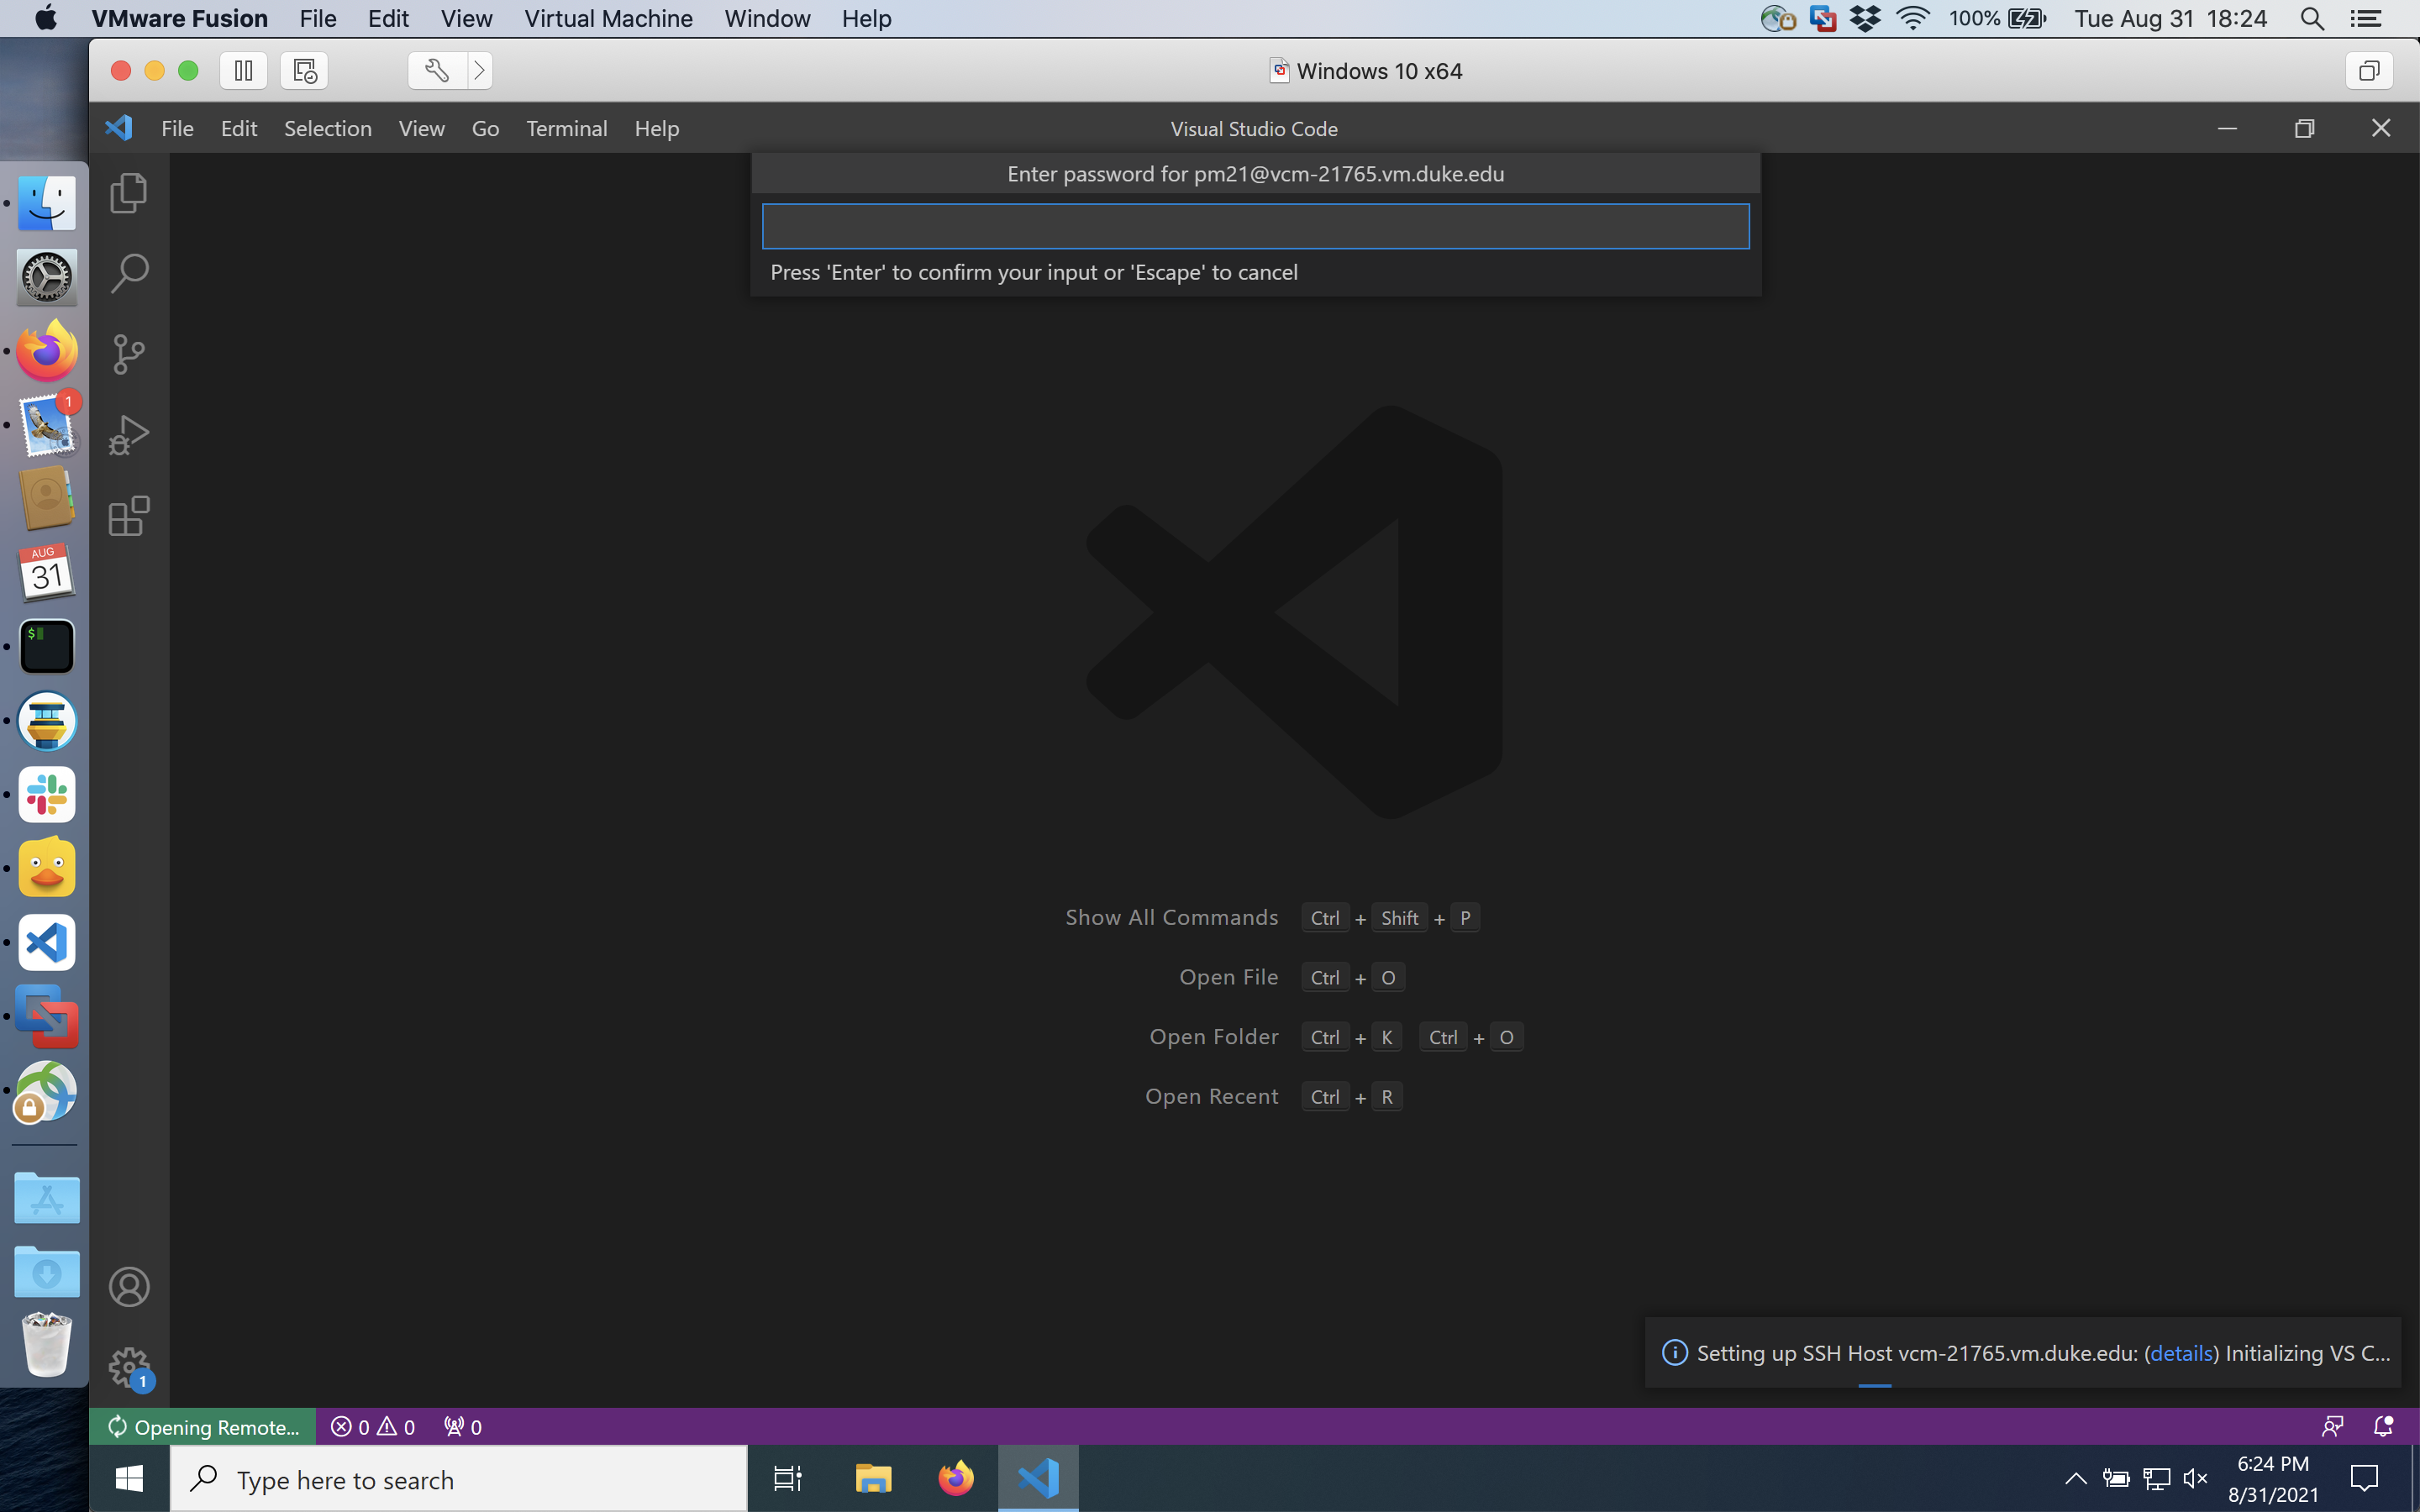 VMware Fusion File Edit View Virtual Machine Window Help 100% Tue Aug 31 18:24
Windows 10 x64
File Edit Selection View Go Terminal Help Visual Studio Code
Enter password for pm21@vcm-21765.vm.duke.edu
Press 'Enter' to confirm your input or 'Escape' to cancel
1
AUG
31
$
Show All Commands Ctrl + Shift + P
Open File Ctrl + O
Open Folder Ctrl + K Ctrl + O
Open Recent Ctrl + R
Setting up SSH Host vcm-21765.vm.duke.edu: (details) Initializing VS C...
1
Opening Remote... 0 0 0
Type here to search
6:24 PM
8/31/2021